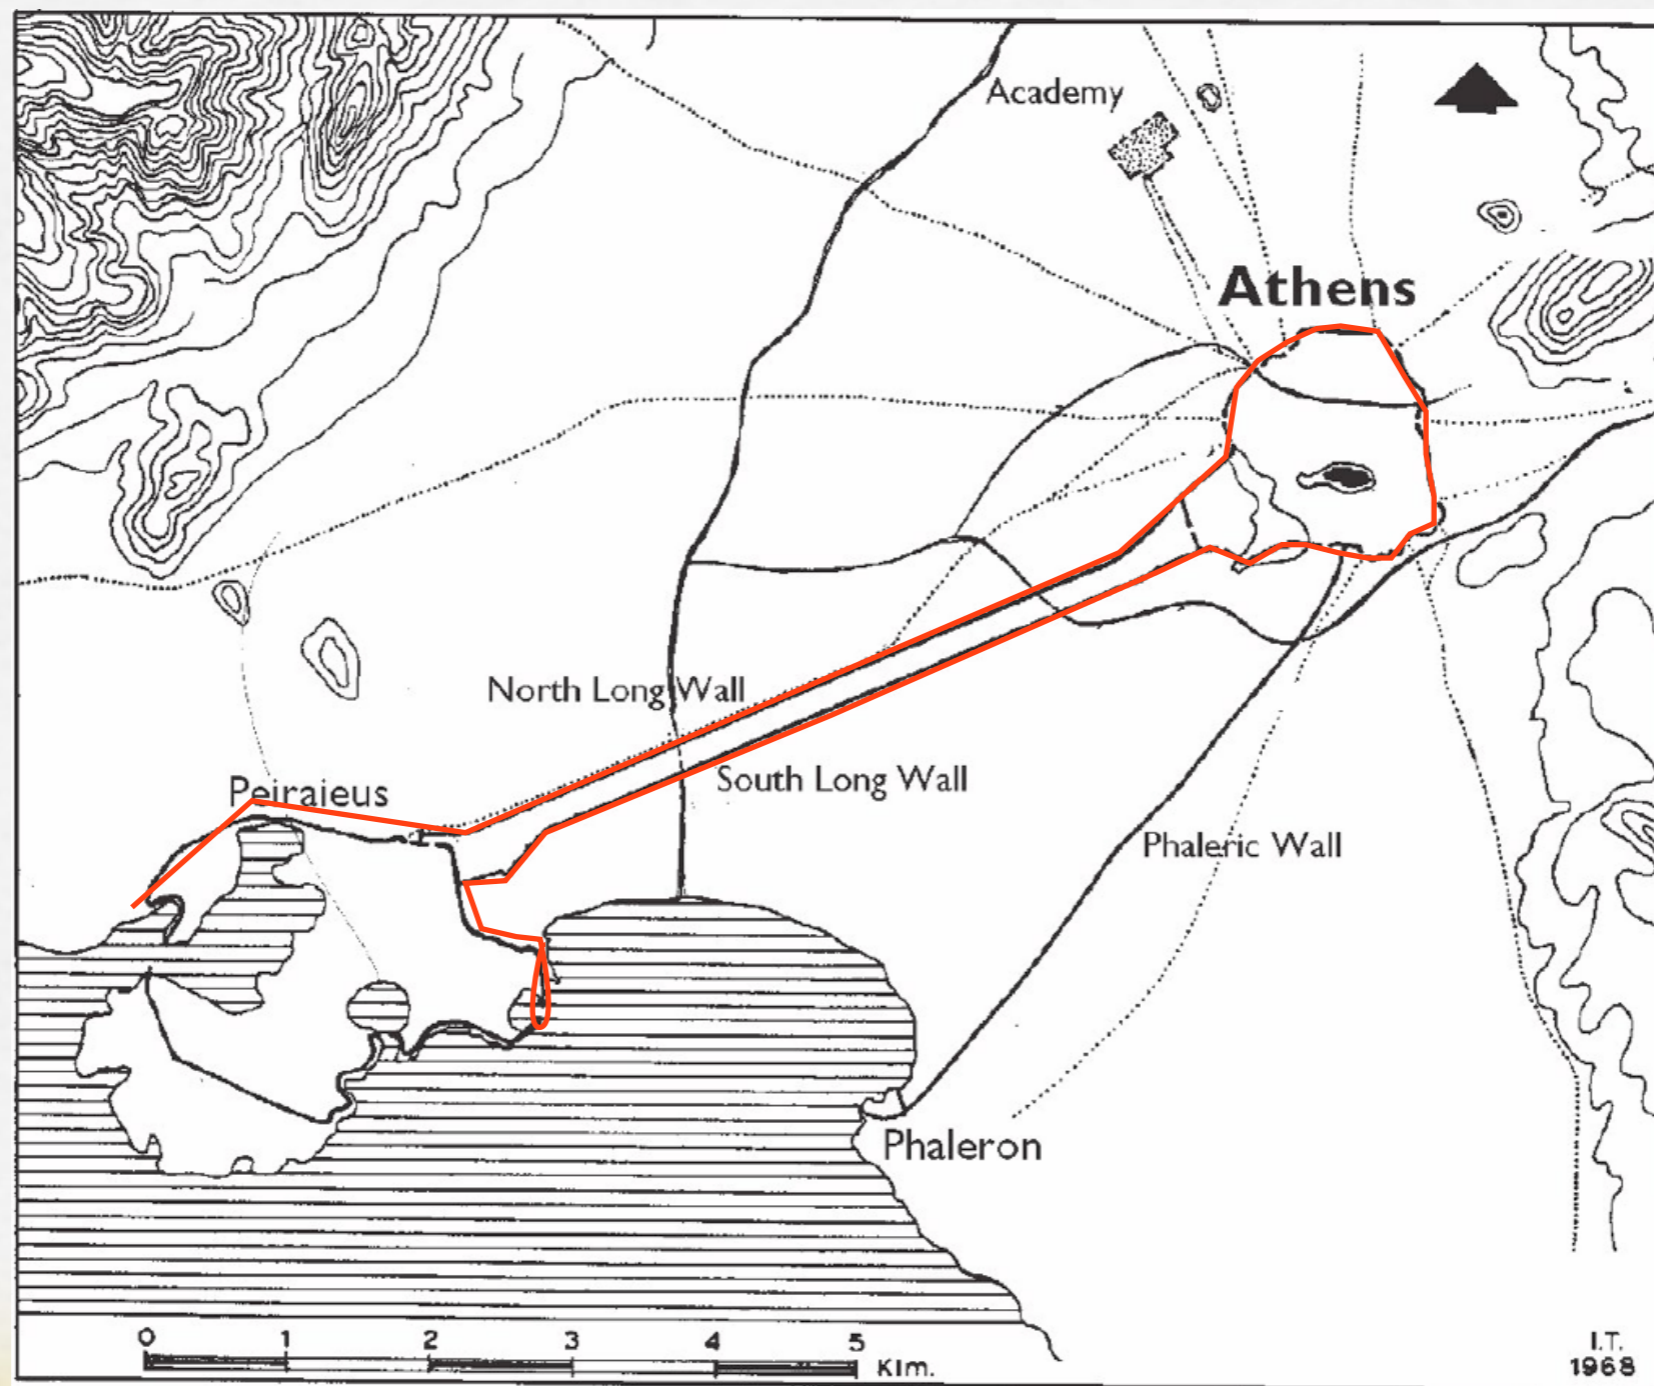 Academy
Athens
North Long Wall
South Long Wall
Peiraieus
Phaleric Wall
Phaleron
0 1 2 3 4 5
Klm.
I.T.
1968